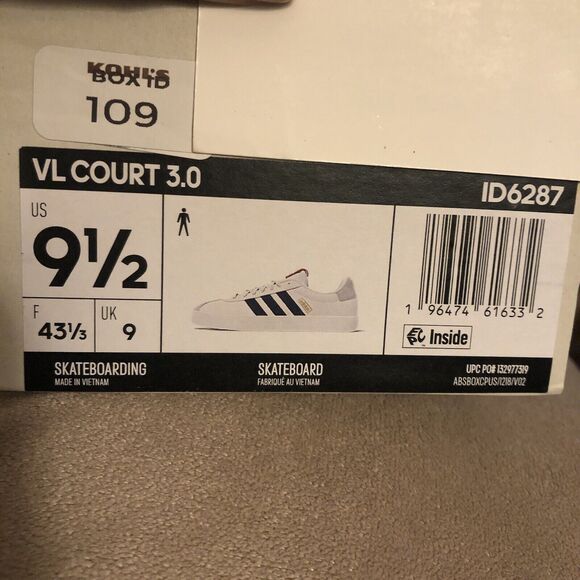 KOHL'S
BOX ID
109
VL COURT 3.0 ID6287
US
9½
F
43⅓
UK
9
1 96474 61633 2
Inside
SKATEBOARDING
MADE IN VIETNAM
SKATEBOARD
FABRIQUÉ AU VIETNAM
UPC PO# 132977319
ABSBOXCPUS/1218/V02